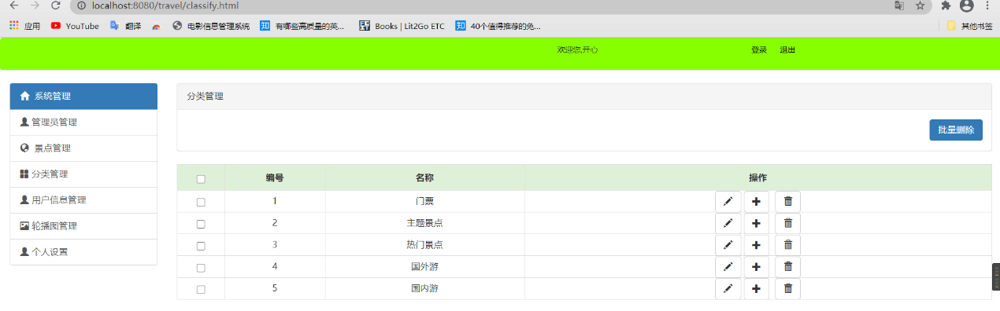 localhost:8080/travel/classify.html
应用 YouTube 翻译 电影信息管理系统 知 有哪些高质量的英... Books | Lit2Go ETC 知 40个值得推荐的免... 其他书签
欢迎您,开心 登录 退出
系统管理
管理员管理
景点管理
分类管理
用户信息管理
轮播图管理
个人设置
分类管理
批量删除
编号 名称 操作
1 门票
2 主题景点
3 热门景点
4 国外游
5 国内游